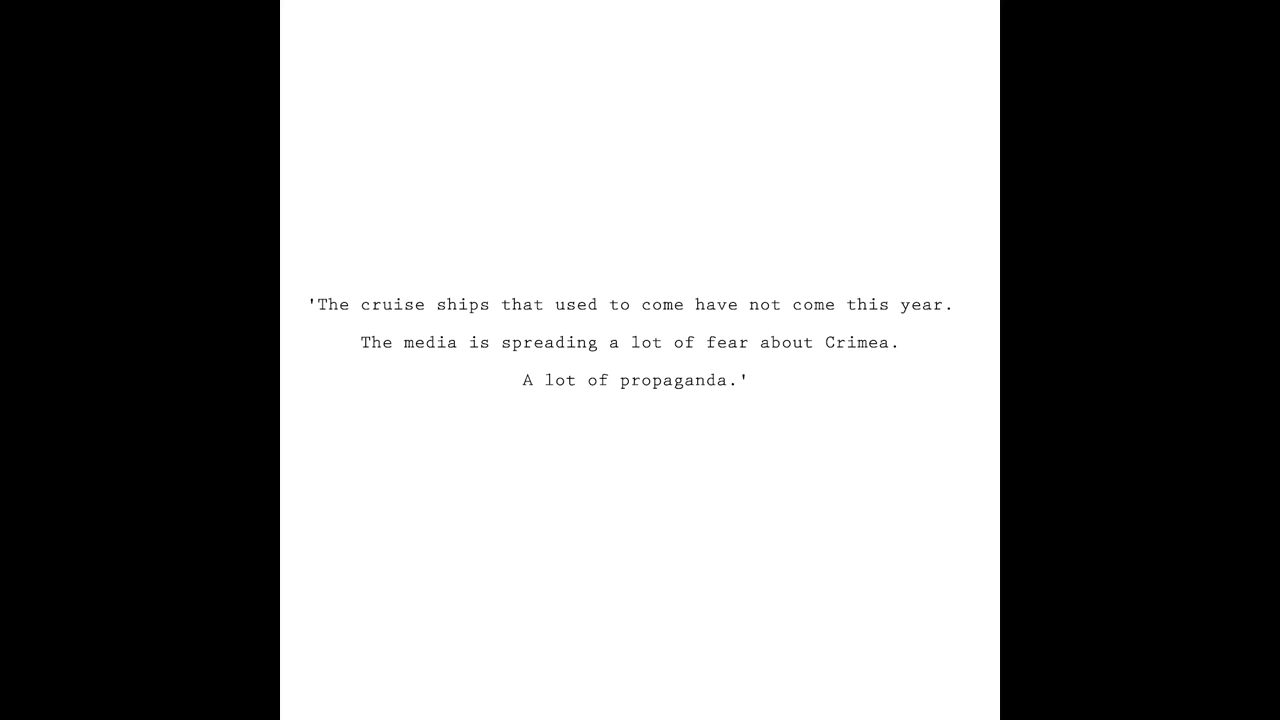 'The cruise ships that used to come have not come this year.
The media is spreading a lot of fear about Crimea.
A lot of propaganda.'